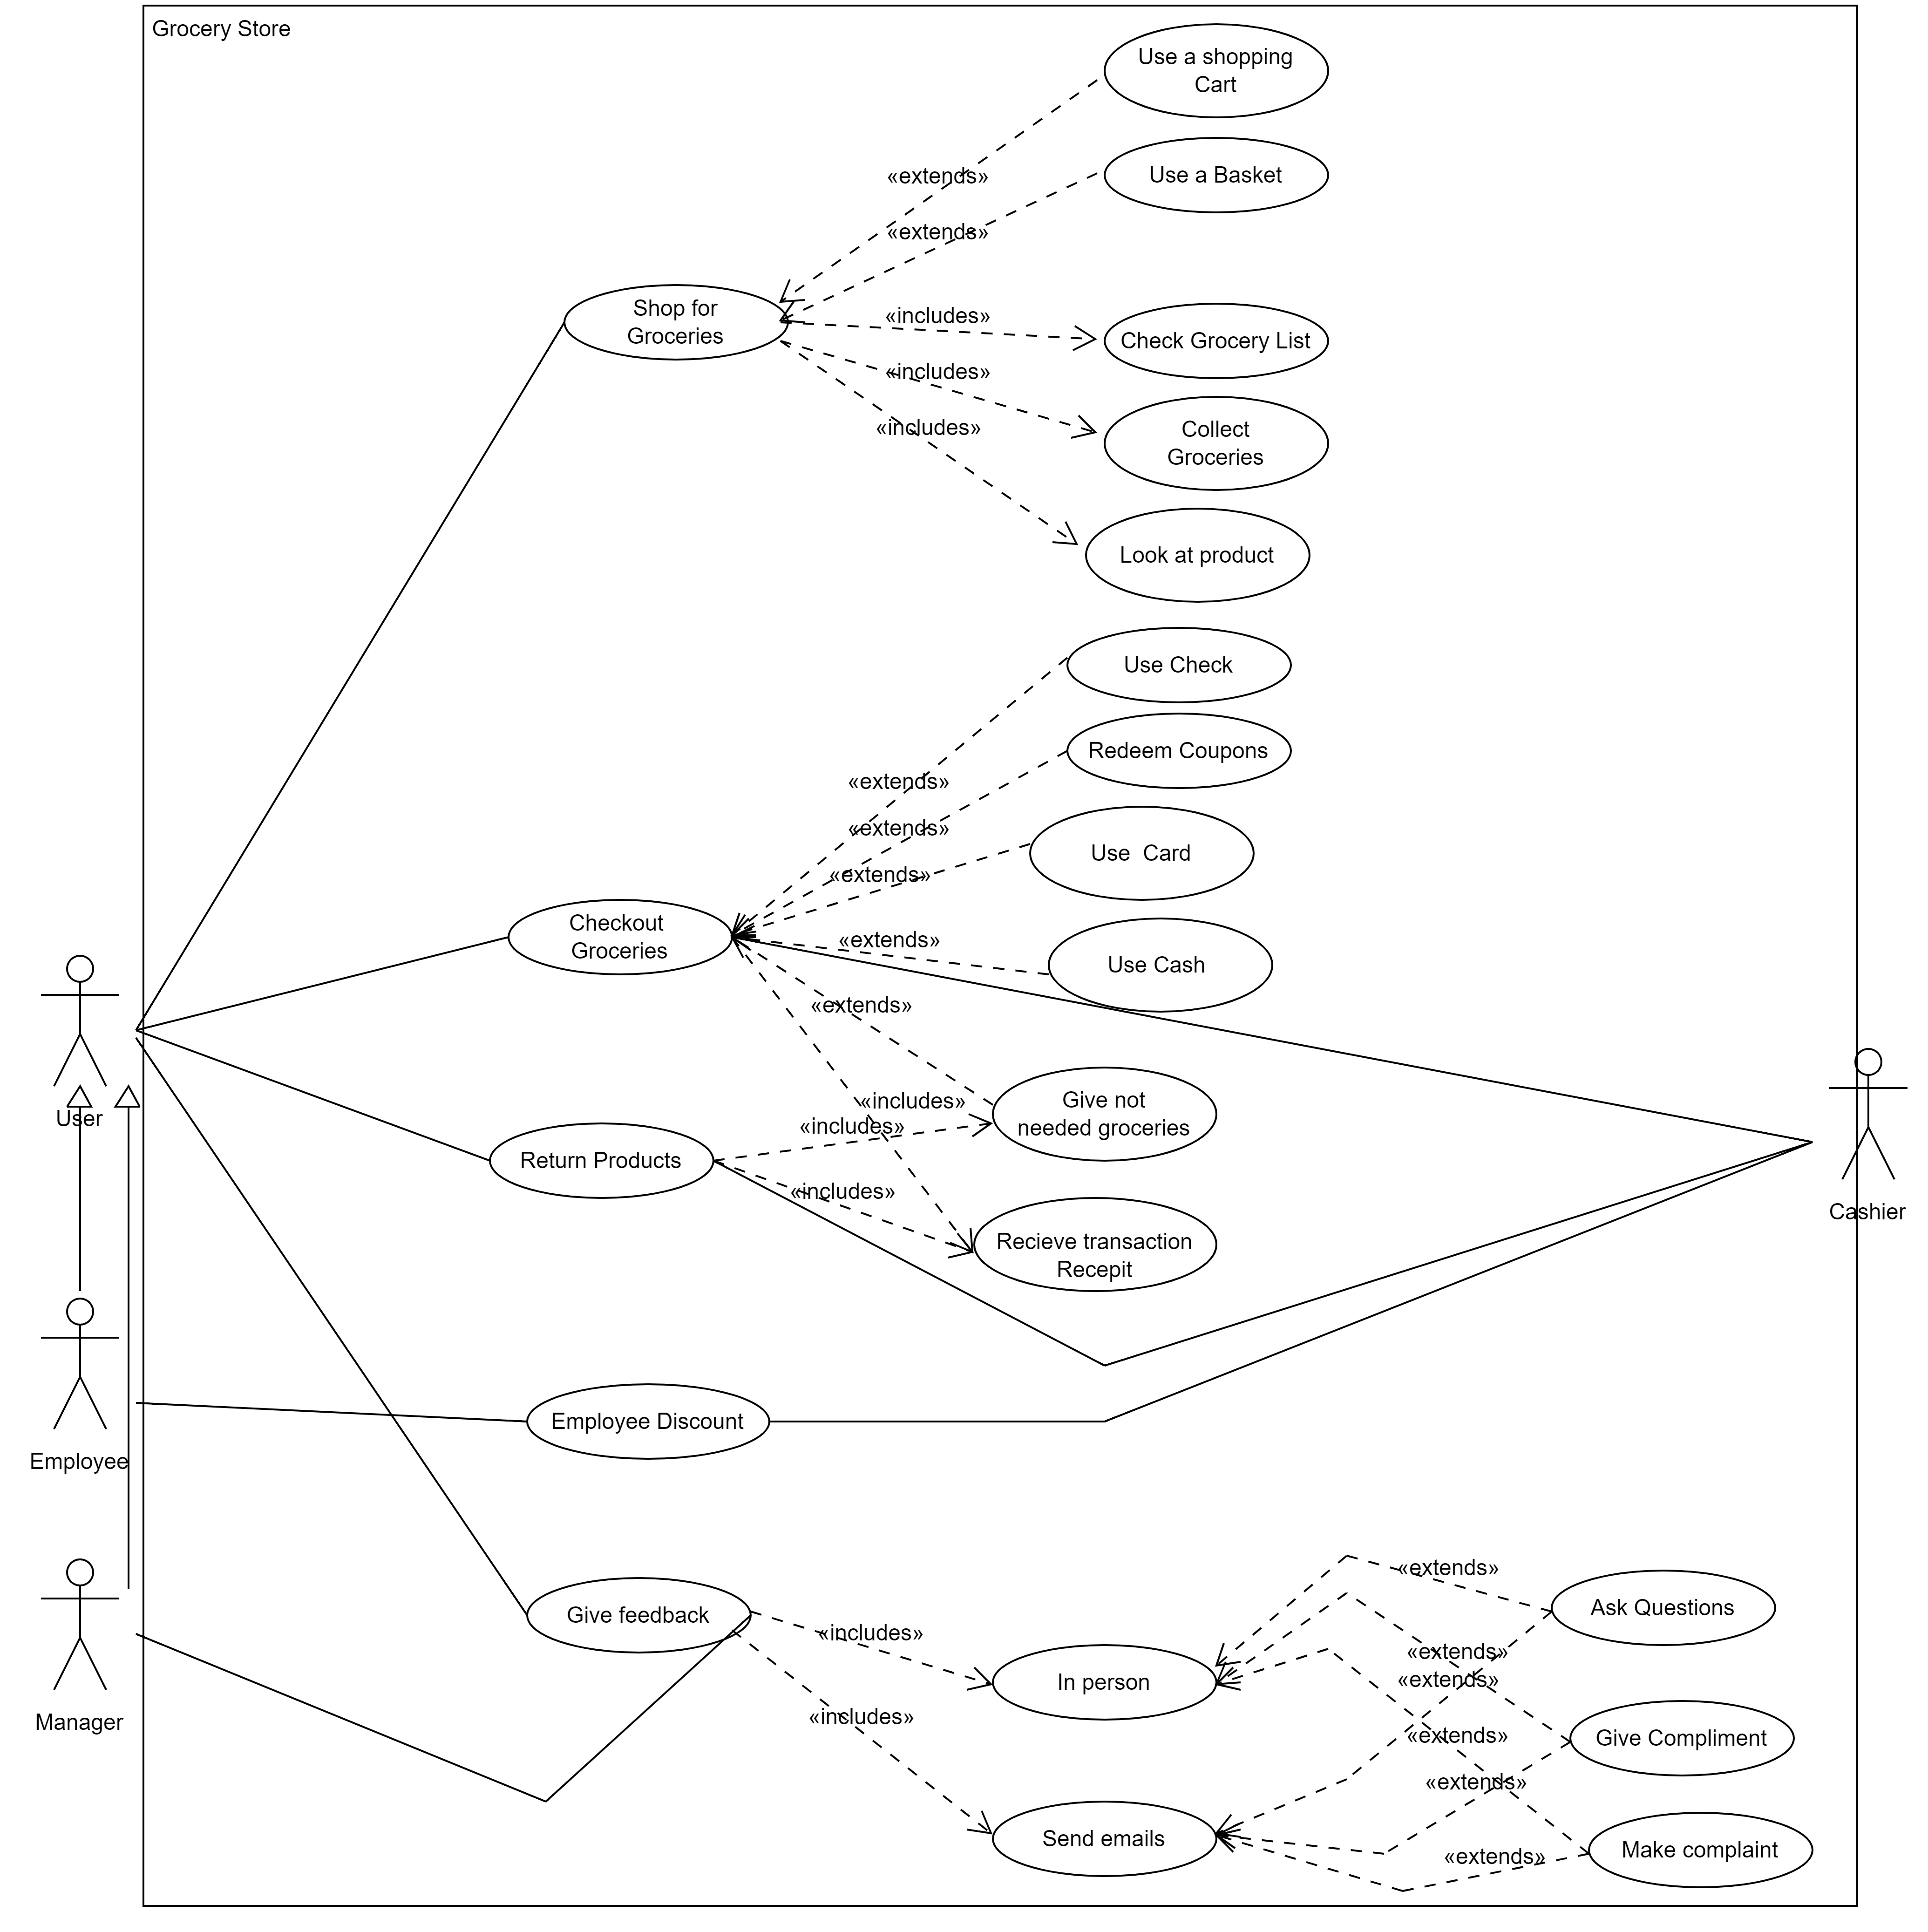 Grocery Store
Use a shopping
Cart
«extends»
Use a Basket
«extends»
Shop for
Groceries
«includes»
Check Grocery List
«includes»
Collect
Groceries
«includes»
Look at product
Use Check
Redeem Coupons
«extends»
«extends»
Use  Card
«extends»
Checkout
Groceries
«extends»
Use Cash
«extends»
Give not
needed groceries
«includes»
«includes»
User
Return Products
«includes»
Cashier
Recieve transaction
Recepit
Employee Discount
Employee
«extends»
Ask Questions
Give feedback
«includes»
«extends»
«extends»
In person
«includes»
Manager
«extends»
Give Compliment
«extends»
Send emails
«extends»
Make complaint